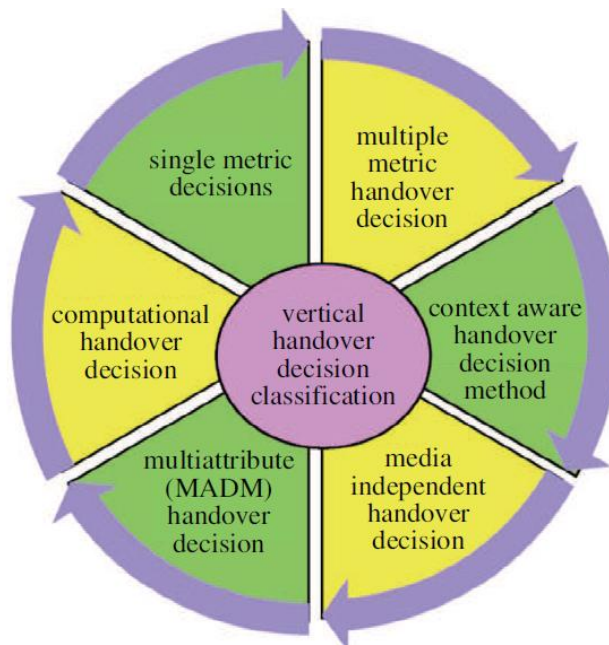 single metric
decisions
multiple
metric
handover
decision
context aware
handover
decision
method
media
independent
handover
decision
multiattribute
(MADM)
handover
decision
computational
handover
decision
vertical
handover
decision
classification